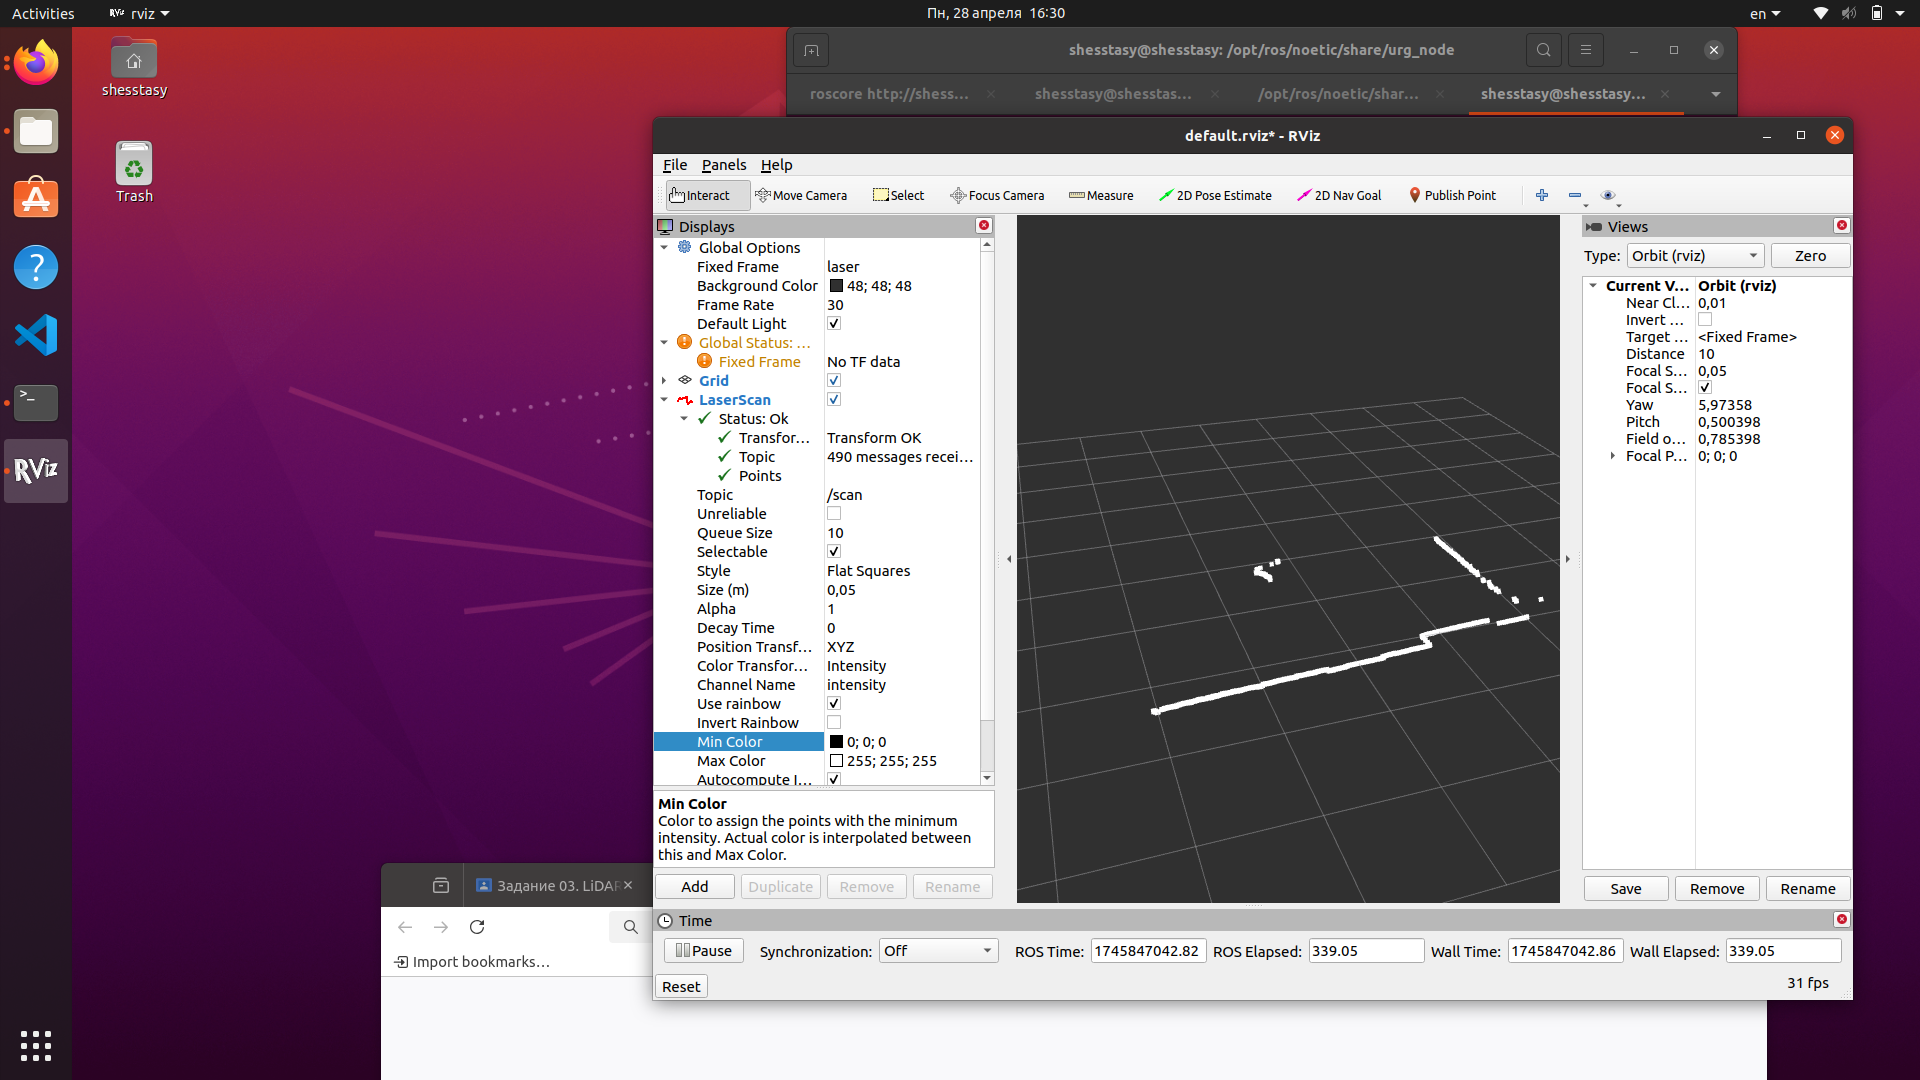 Activities
rviz
Пн, 28 апреля 16:30
en
shesstasy
Trash
shesstasy@shesstasy: /opt/ros/noetic/share/urg_node
roscore http://shess…
shesstasy@shesstas…
/opt/ros/noetic/shar…
shesstasy@shesstasy…
default.rviz* - RViz
File
Panels
Help
Interact
Move Camera
Select
Focus Camera
Measure
2D Pose Estimate
2D Nav Goal
Publish Point
Displays
Global Options
Fixed Frame laser
Background Color 48; 48; 48
Frame Rate 30
Default Light
Global Status: …
Fixed Frame No TF data
Grid
LaserScan
Status: Ok
Transfor… Transform OK
Topic 490 messages recei…
Points
Topic /scan
Unreliable
Queue Size 10
Selectable
Style Flat Squares
Size (m) 0,05
Alpha 1
Decay Time 0
Position Transf… XYZ
Color Transfor… Intensity
Channel Name intensity
Use rainbow
Invert Rainbow
Min Color 0; 0; 0
Max Color 255; 255; 255
Autocompute I…
Min Color
Color to assign the points with the minimum
intensity. Actual color is interpolated between
this and Max Color.
Add
Duplicate
Remove
Rename
Views
Type: Orbit (rviz) Zero
Current V… Orbit (rviz)
Near Cl… 0,01
Invert …
Target … <Fixed Frame>
Distance 10
Focal S… 0,05
Focal S…
Yaw 5,97358
Pitch 0,500398
Field o… 0,785398
Focal P… 0; 0; 0
Save
Remove
Rename
Time
Pause
Synchronization: Off
ROS Time: 1745847042.82
ROS Elapsed: 339.05
Wall Time: 1745847042.86
Wall Elapsed: 339.05
Reset
31 fps
RViz
Задание 03. LiDAR
Import bookmarks…